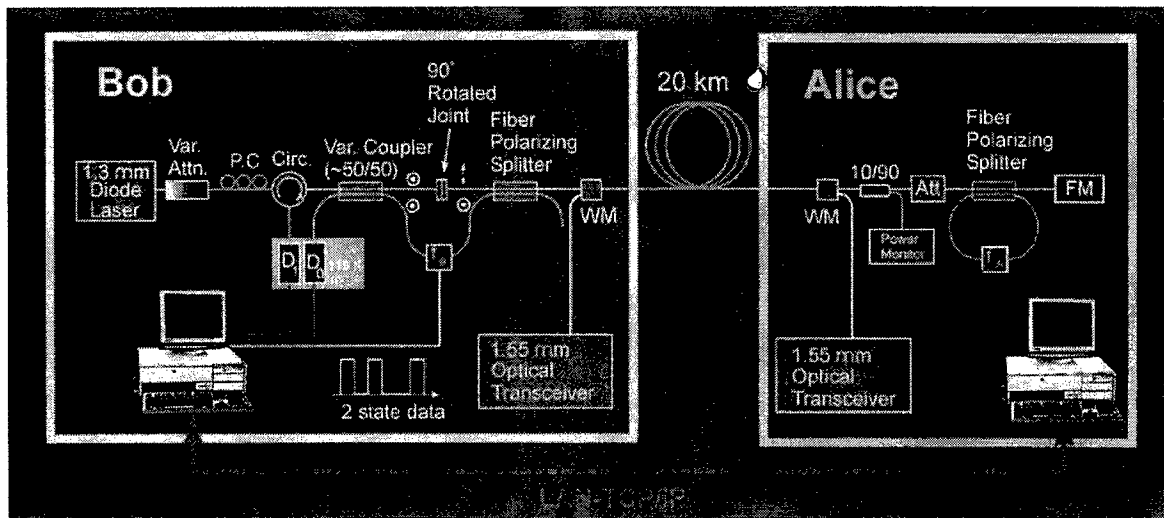 Bob
Var.
Attn.
P.C
Circ.
Var. Coupler
(~50/50)
90°
Rotated
Joint
Fiber
Polarizing
Splitter
1.3 mm
Diode
Laser
WM
D1
D0
1.55 mm
Optical
Transceiver
2 state data
20 km
Alice
WM
10/90
Att
Fiber
Polarizing
Splitter
FM
Power
Monitor
1.55 mm
Optical
Transceiver